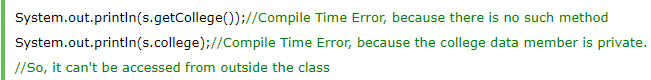 System.out.println(s.getCollege());//Compile Time Error, because there is no such method
System.out.println(s.college);//Compile Time Error, because the college data member is private.
//So, it can't be accessed from outside the class